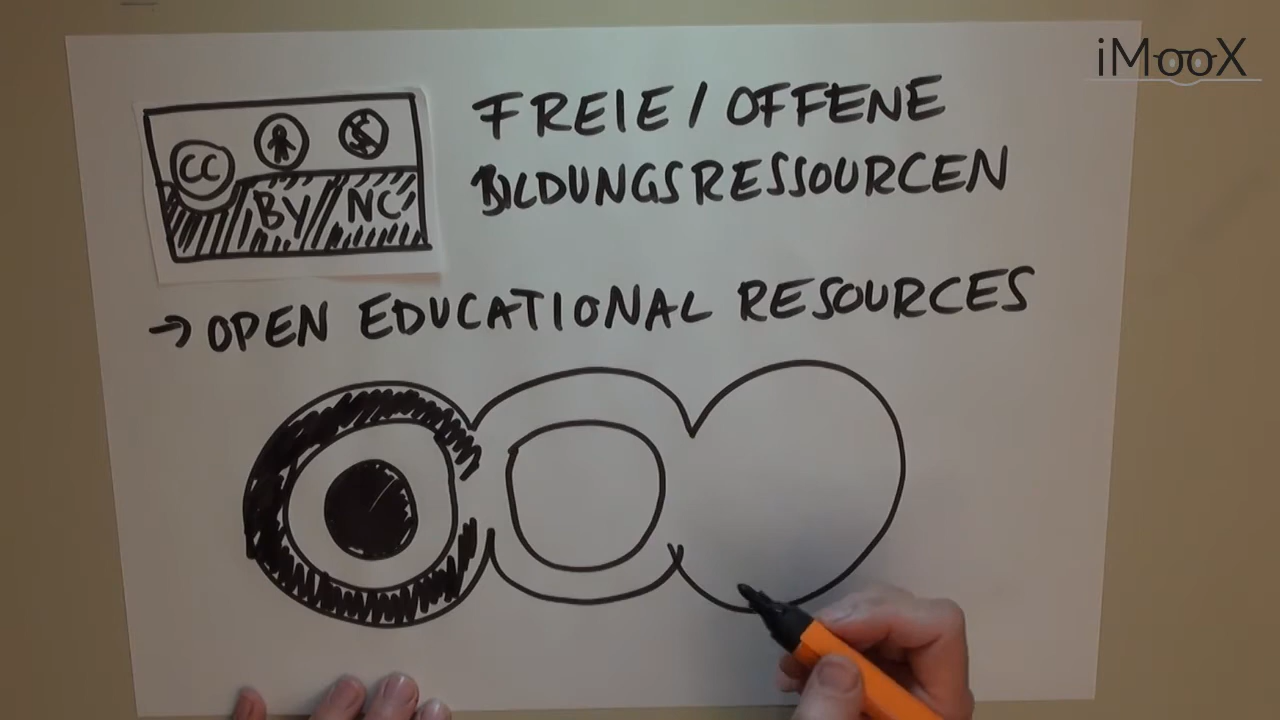 iMooX
FREIE / OFFENE
BILDUNGSRESSOURCEN
CC
BY NC
→ OPEN EDUCATIONAL RESOURCES